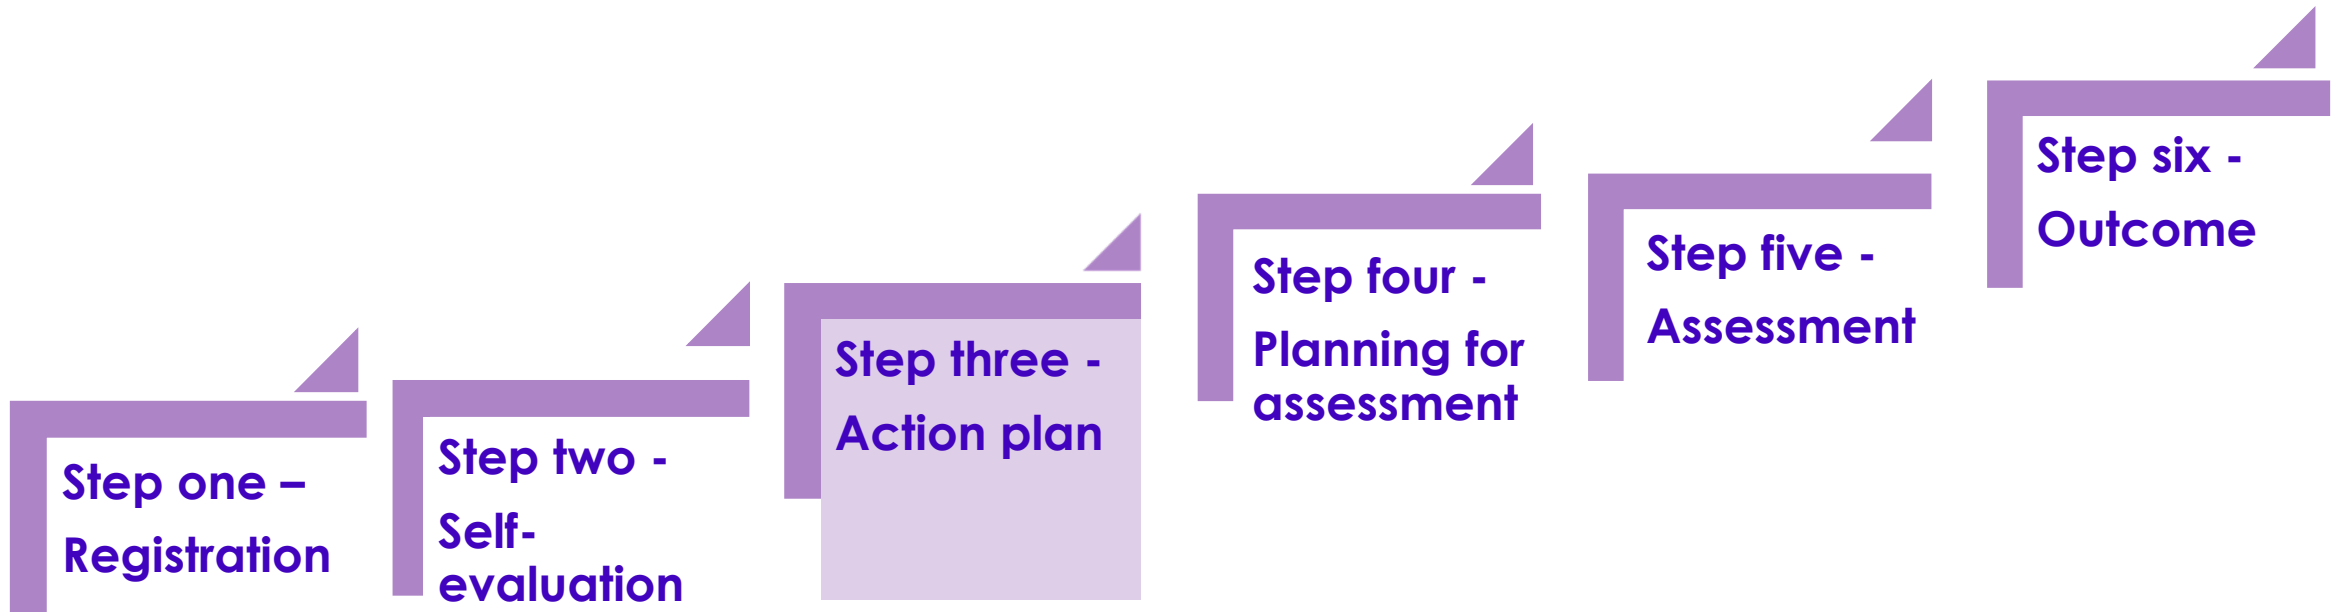 Step one –
Registration
Step two -
Self-
evaluation
Step three -
Action plan
Step four -
Planning for
assessment
Step five -
Assessment
Step six -
Outcome